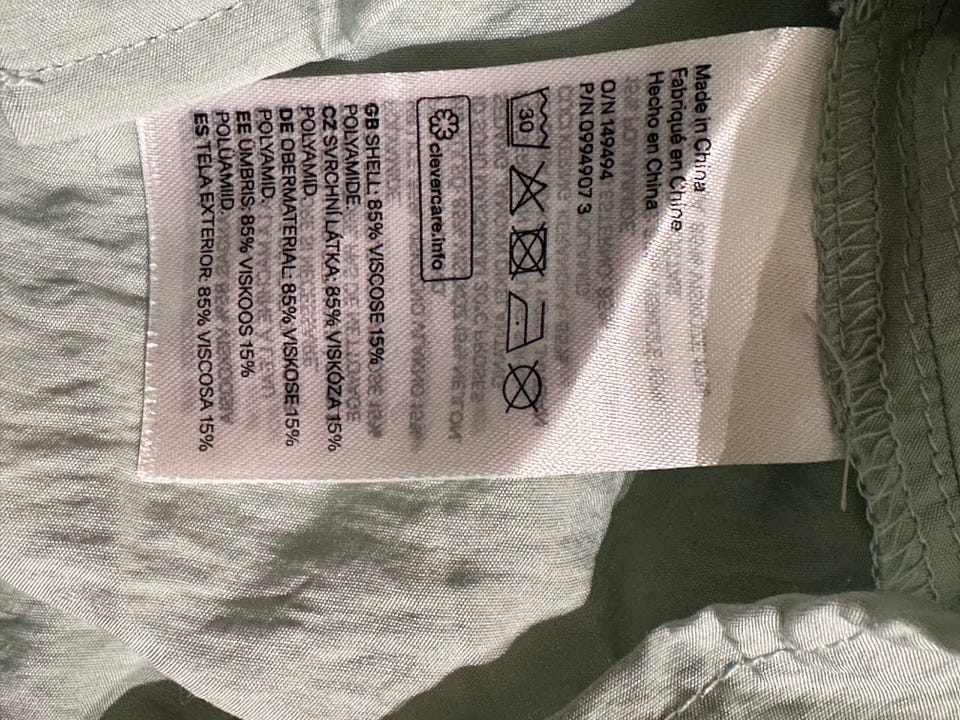 Made in China
Fabriqué en Chine
Hecho en China
O/N 149494
P/N 0994907 3
30
clevercare.info
GB SHELL: 85% VISCOSE 15%
POLYAMIDE.
CZ SVRCHNÍ LÁTKA: 85% VISKÓZA 15%
POLYAMID.
DE OBERMATERIAL: 85% VISKOSE 15%
POLYAMID.
EE ÜMBRIS: 85% VISKOOS 15%
POLÜAMIID.
ES TELA EXTERIOR: 85% VISCOSA 15%